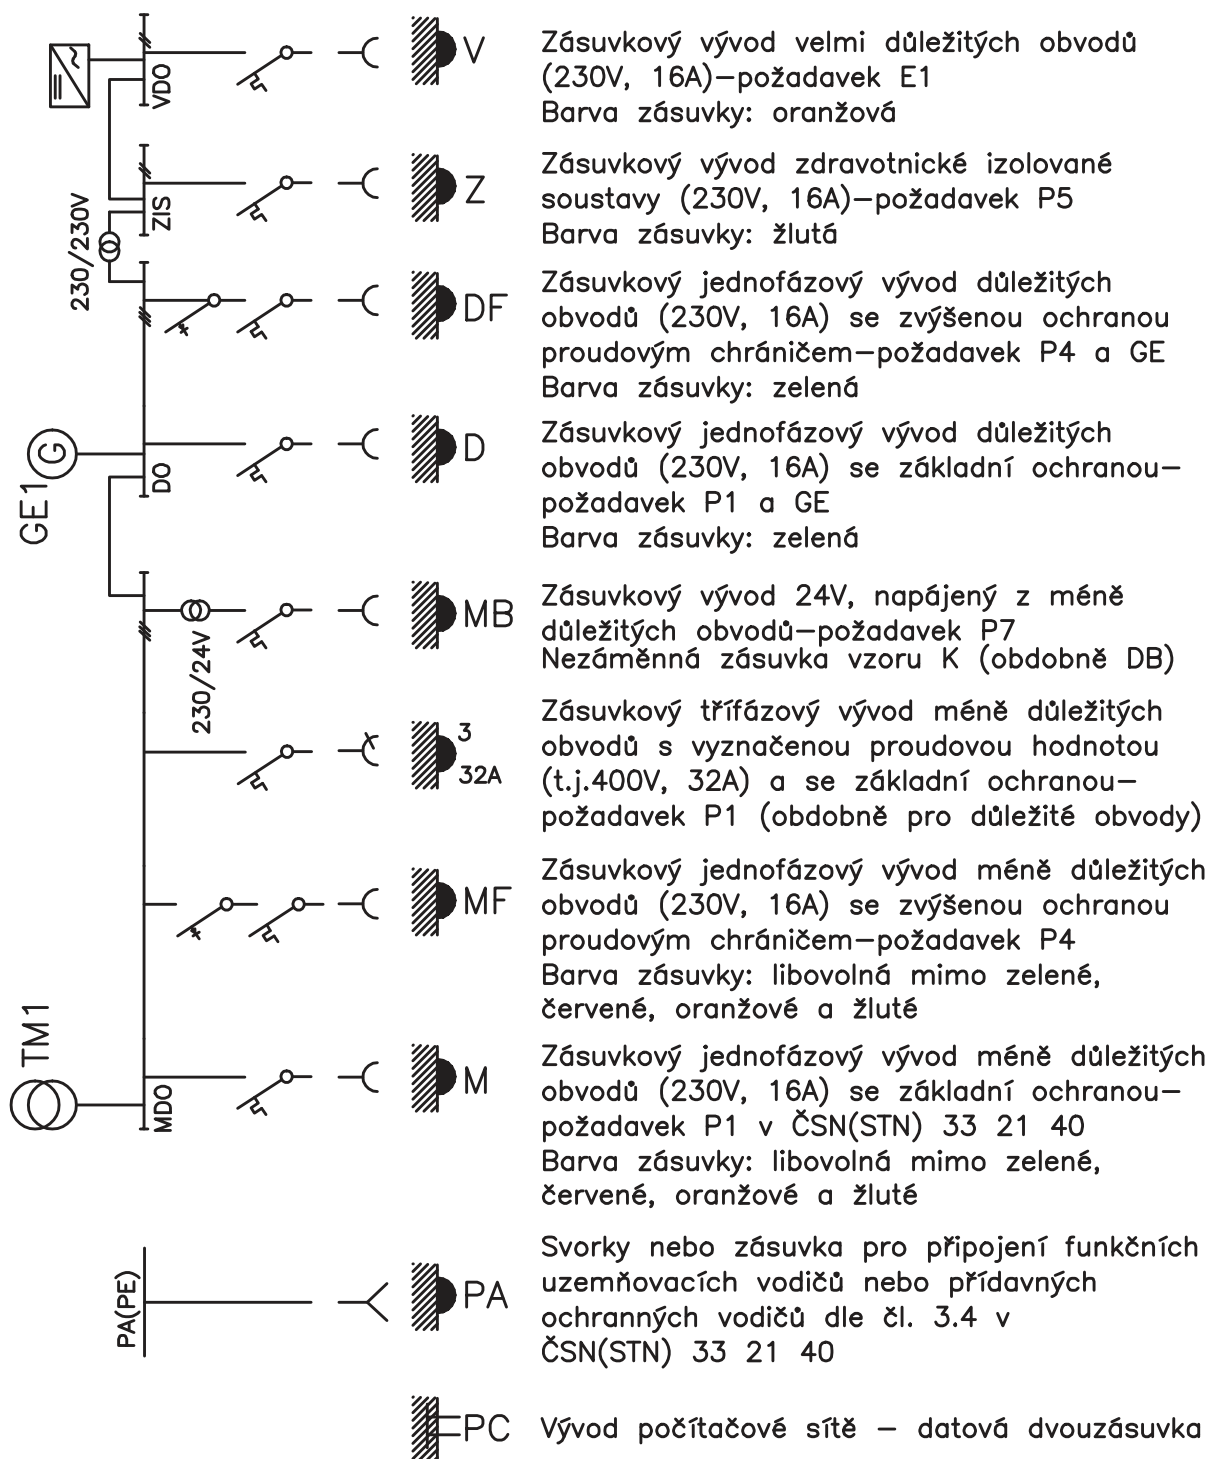 VDO
V
Zásuvkový vývod velmi důležitých obvodů
(230V, 16A)–požadavek E1
Barva zásuvky: oranžová
230/230V
ZIS
Z
Zásuvkový vývod zdravotnické izolované
soustavy (230V, 16A)–požadavek P5
Barva zásuvky: žlutá
DF
Zásuvkový jednofázový vývod důležitých
obvodů (230V, 16A) se zvýšenou ochranou
proudovým chráničem–požadavek P4 a GE
Barva zásuvky: zelená
GE1
G
DO
D
Zásuvkový jednofázový vývod důležitých
obvodů (230V, 16A) se základní ochranou–
požadavek P1 a GE
Barva zásuvky: zelená
230/24V
MB
Zásuvkový vývod 24V, napájený z méně
důležitých obvodů–požadavek P7
Nezáměnná zásuvka vzoru K (obdobně DB)
3
32A
Zásuvkový třífázový vývod méně důležitých
obvodů s vyznačenou proudovou hodnotou
(t.j.400V, 32A) a se základní ochranou–
požadavek P1 (obdobně pro důležité obvody)
MF
Zásuvkový jednofázový vývod méně důležitých
obvodů (230V, 16A) se zvýšenou ochranou
proudovým chráničem–požadavek P4
Barva zásuvky: libovolná mimo zelené,
červené, oranžové a žluté
TM1
MDO
M
Zásuvkový jednofázový vývod méně důležitých
obvodů (230V, 16A) se základní ochranou–
požadavek P1 v ČSN(STN) 33 21 40
Barva zásuvky: libovolná mimo zelené,
červené, oranžové a žluté
PA(PE)
PA
Svorky nebo zásuvka pro připojení funkčních
uzemňovacích vodičů nebo přídavných
ochranných vodičů dle čl. 3.4 v
ČSN(STN) 33 21 40
PC
Vývod počítačové sítě – datová dvouzásuvka